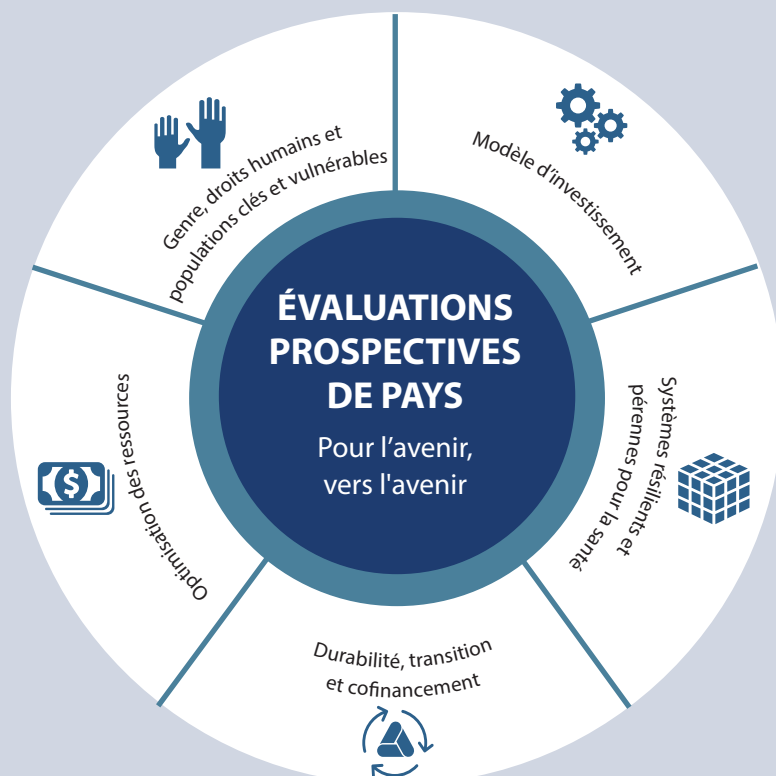 Genre, droits humains et
populations clés et vulnérables
Modèle d'investissement
ÉVALUATIONS
PROSPECTIVES
DE PAYS
Pour l’avenir,
vers l'avenir
Systèmes résilients et
pérennes pour la santé
Optimisation des ressources
Durabilité, transition
et cofinancement
$